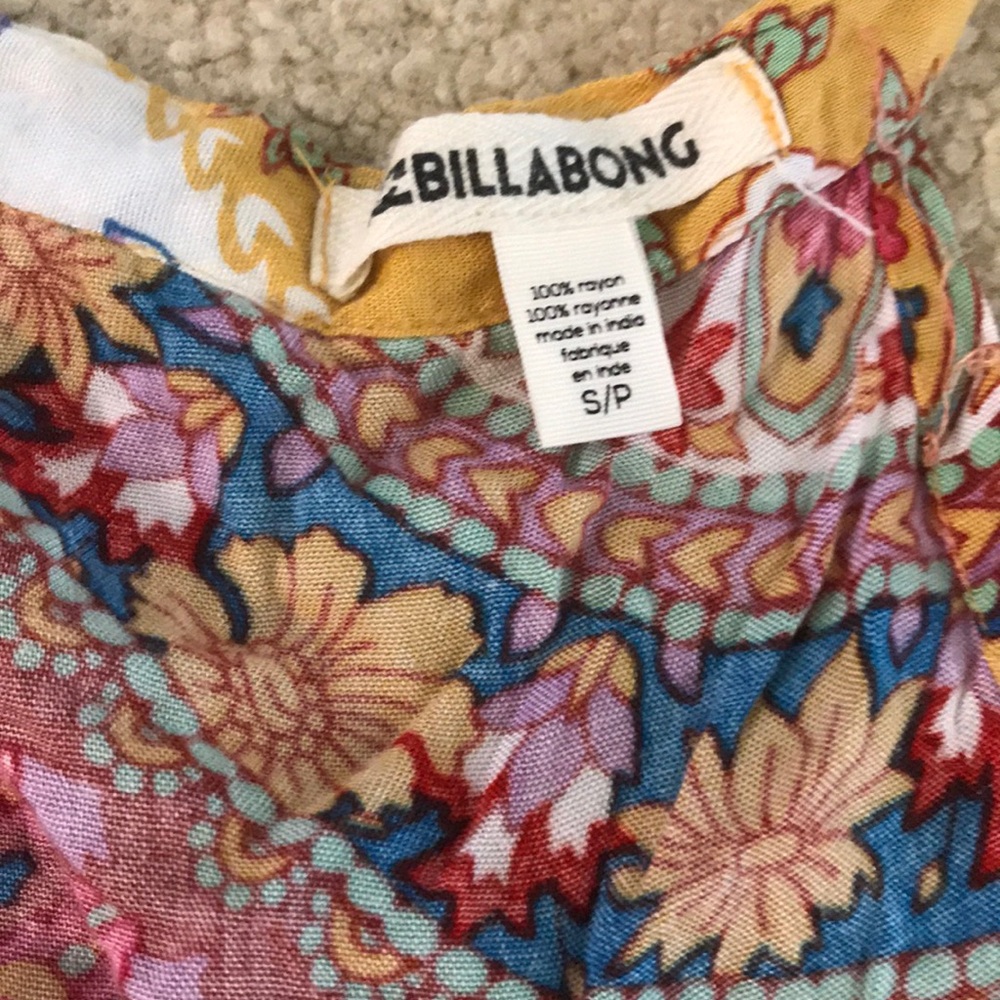 BILLABONG
100% rayon
100% rayonne
made in india
fabrique
en inde
S/P